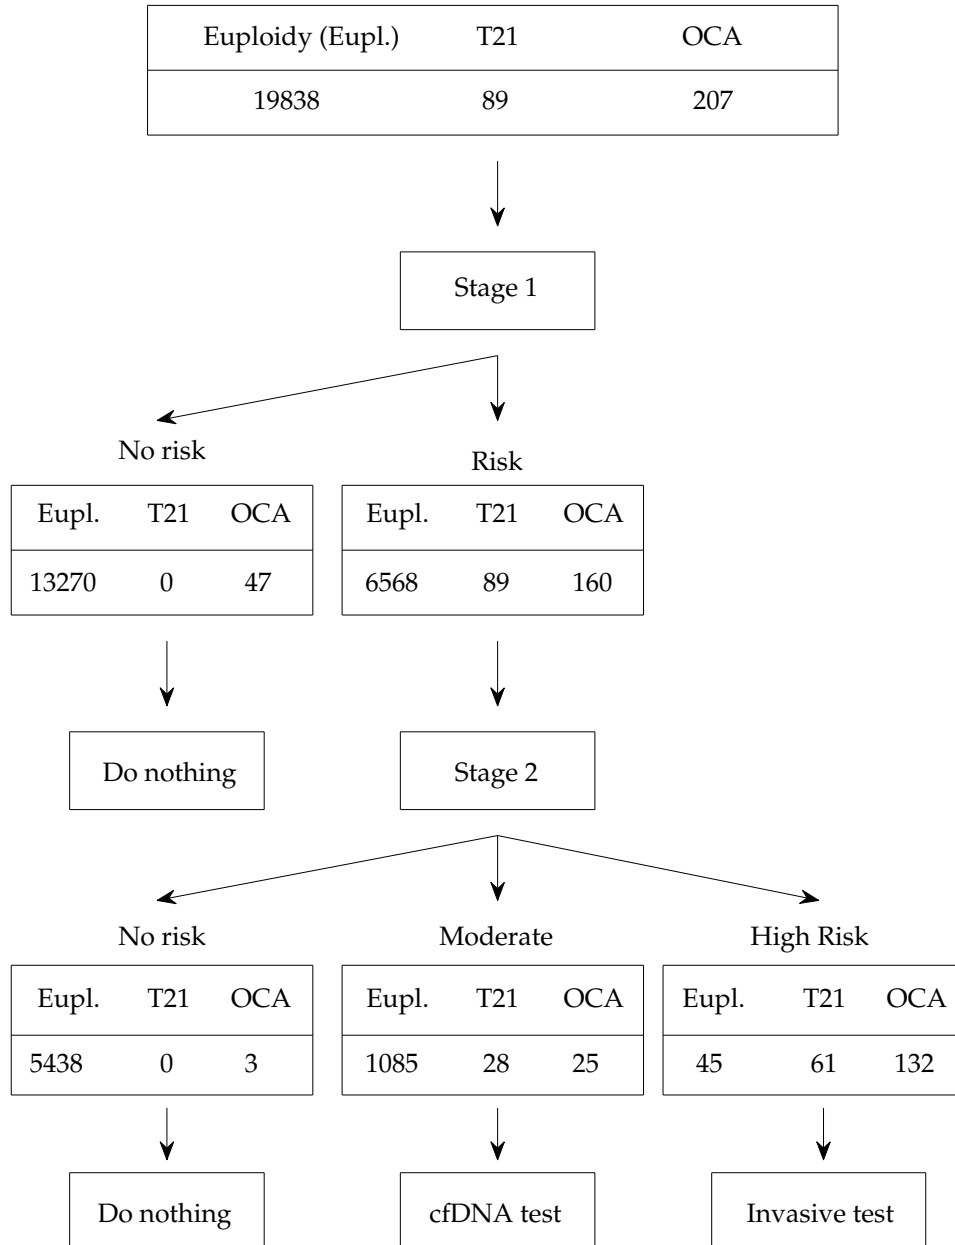 Euploidy (Eupl.) T21 OCA
19838 89 207
Stage 1
No risk
Risk
Eupl. T21 OCA
Eupl. T21 OCA
13270 0 47
6568 89 160
Do nothing
Stage 2
No risk
Moderate
High Risk
Eupl. T21 OCA
Eupl. T21 OCA
Eupl. T21 OCA
5438 0 3
1085 28 25
45 61 132
Do nothing
cfDNA test
Invasive test